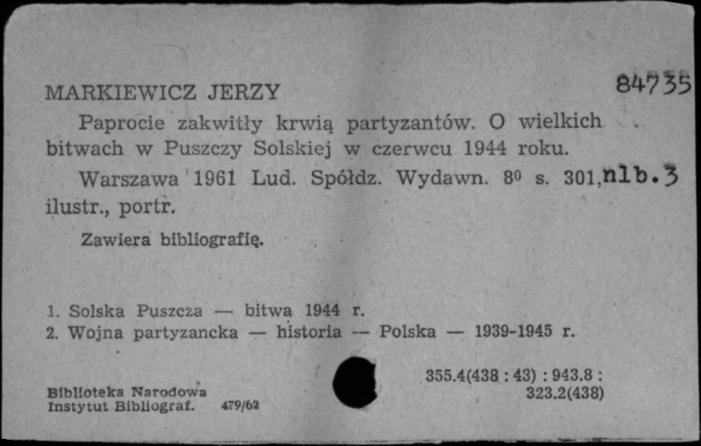 84735
MARKIEWICZ JERZY
Paprocie zakwitły krwią partyzantów. O wielkich
bitwach w Puszczy Solskiej w czerwcu 1944 roku.
Warszawa 1961 Lud. Spółdz. Wydawn. 8⁰ s. 301, nlb. 3
ilustr., portr.
Zawiera bibliografię.
1. Solska Puszcza — bitwa 1944 r.
2. Wojna partyzancka — historia — Polska — 1939-1945 r.
355.4(438 : 43) : 943.8 :
323.2(438)
Biblioteka Narodowa
Instytut Bibliograf. 479/62